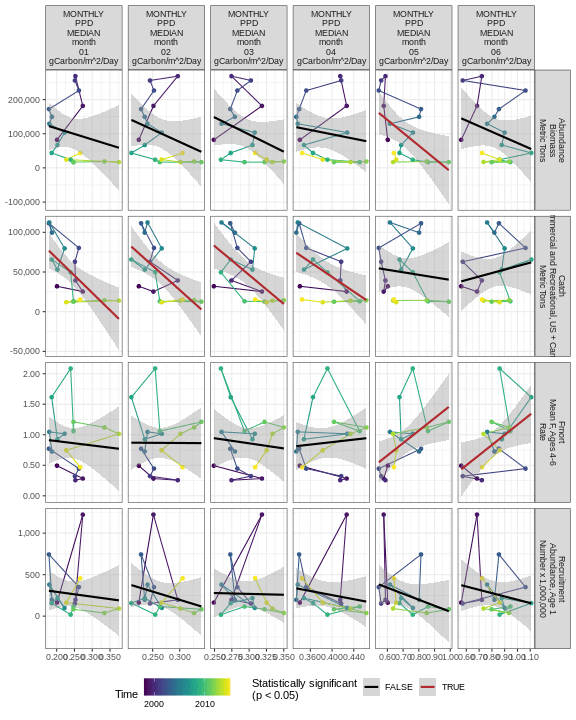 MONTHLY
PPD
MEDIAN
month
01
gCarbon/m^2/Day
MONTHLY
PPD
MEDIAN
month
02
gCarbon/m^2/Day
MONTHLY
PPD
MEDIAN
month
03
gCarbon/m^2/Day
MONTHLY
PPD
MEDIAN
month
04
gCarbon/m^2/Day
MONTHLY
PPD
MEDIAN
month
05
gCarbon/m^2/Day
MONTHLY
PPD
MEDIAN
month
06
gCarbon/m^2/Day
200,000
100,000
0
-100,000
Abundance
Biomass
Metric Tons
100,000
50,000
0
-50,000
Catch
mmercial and Recreational, US + Can
Metric Tons
2.00
1.50
1.00
0.50
0.00
Fmort
Mean F, Ages 4-6
Rate
1,000
500
0
Recruitment
Abundance, Age 1
Number x 1,000,000
0.200 0.250 0.300 0.350
0.250 0.300
0.250 0.275 0.300 0.325 0.350
0.360 0.400 0.440
0.60 0.70 0.80 0.90 1.00
0.60 0.70 0.80 0.90 1.00 1.10
Time
2000 2010
Statistically significant
(p < 0.05)
FALSE TRUE